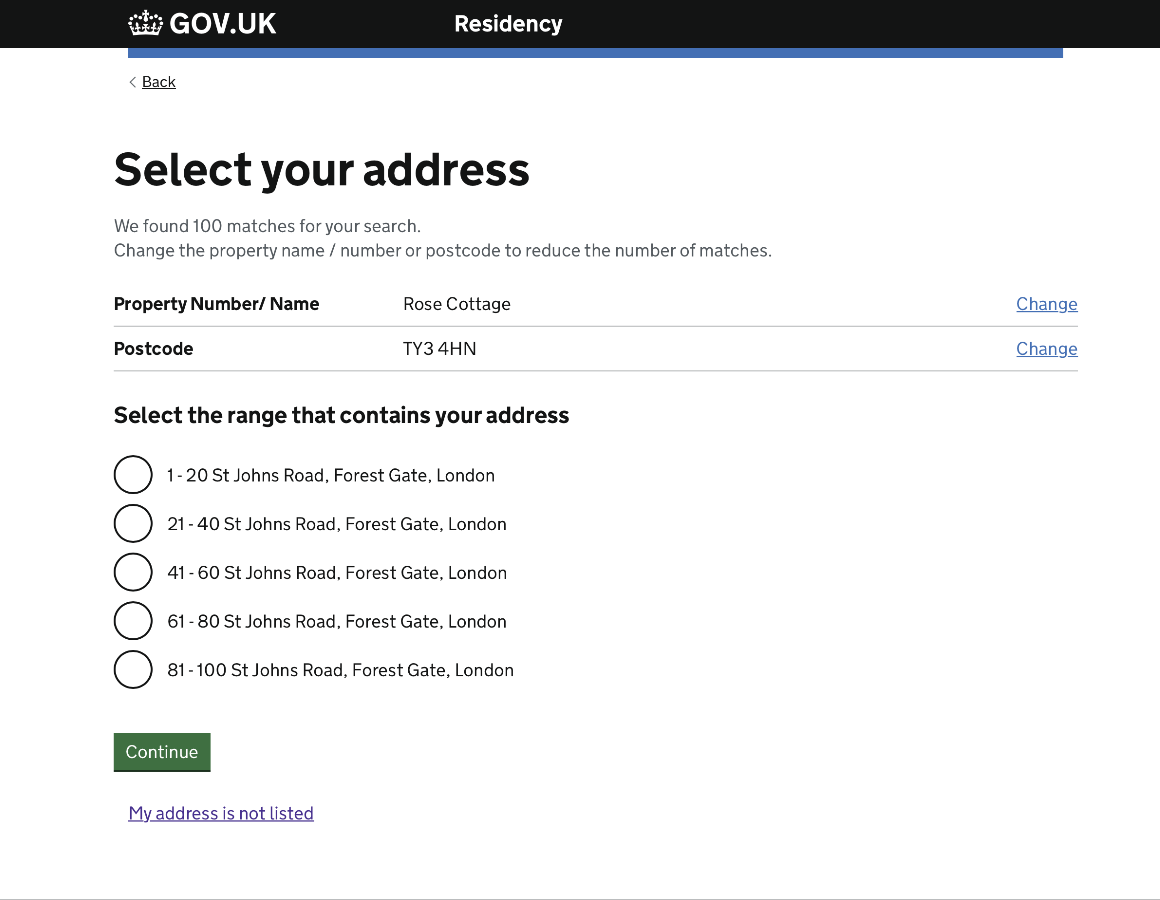 GOV.UK
Residency
Back
Select your address
We found 100 matches for your search.
Change the property name / number or postcode to reduce the number of matches.
Property Number/ Name Rose Cottage Change
Postcode TY3 4HN Change
Select the range that contains your address
1 - 20 St Johns Road, Forest Gate, London
21 - 40 St Johns Road, Forest Gate, London
41 - 60 St Johns Road, Forest Gate, London
61 - 80 St Johns Road, Forest Gate, London
81 - 100 St Johns Road, Forest Gate, London
Continue
My address is not listed